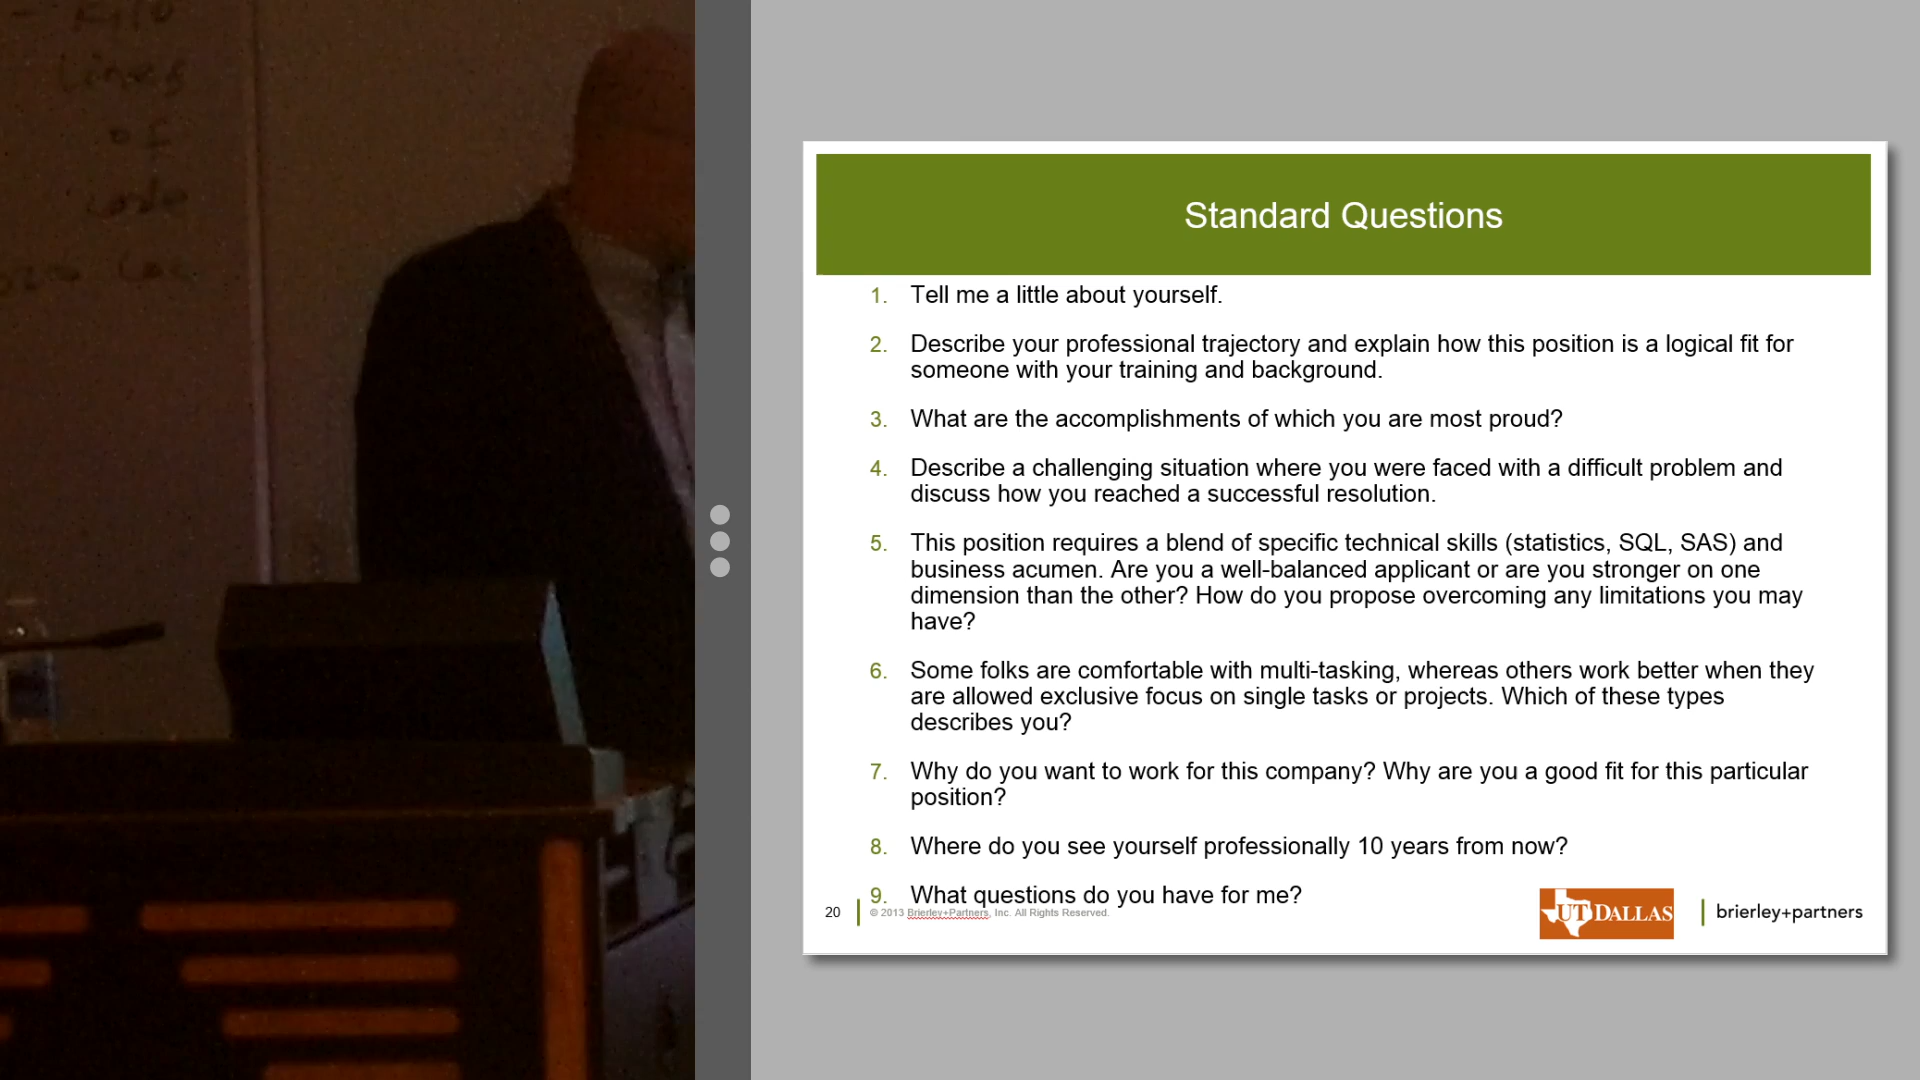 File
Lines
of
code
Standard Questions
1. Tell me a little about yourself.
2. Describe your professional trajectory and explain how this position is a logical fit for
someone with your training and background.
3. What are the accomplishments of which you are most proud?
4. Describe a challenging situation where you were faced with a difficult problem and
discuss how you reached a successful resolution.
5. This position requires a blend of specific technical skills (statistics, SQL, SAS) and
business acumen. Are you a well-balanced applicant or are you stronger on one
dimension than the other? How do you propose overcoming any limitations you may
have?
6. Some folks are comfortable with multi-tasking, whereas others work better when they
are allowed exclusive focus on single tasks or projects. Which of these types
describes you?
7. Why do you want to work for this company? Why are you a good fit for this particular
position?
8. Where do you see yourself professionally 10 years from now?
9. What questions do you have for me?
20
© 2013 Brierley+Partners, Inc. All Rights Reserved.
UT DALLAS
brierley+partners